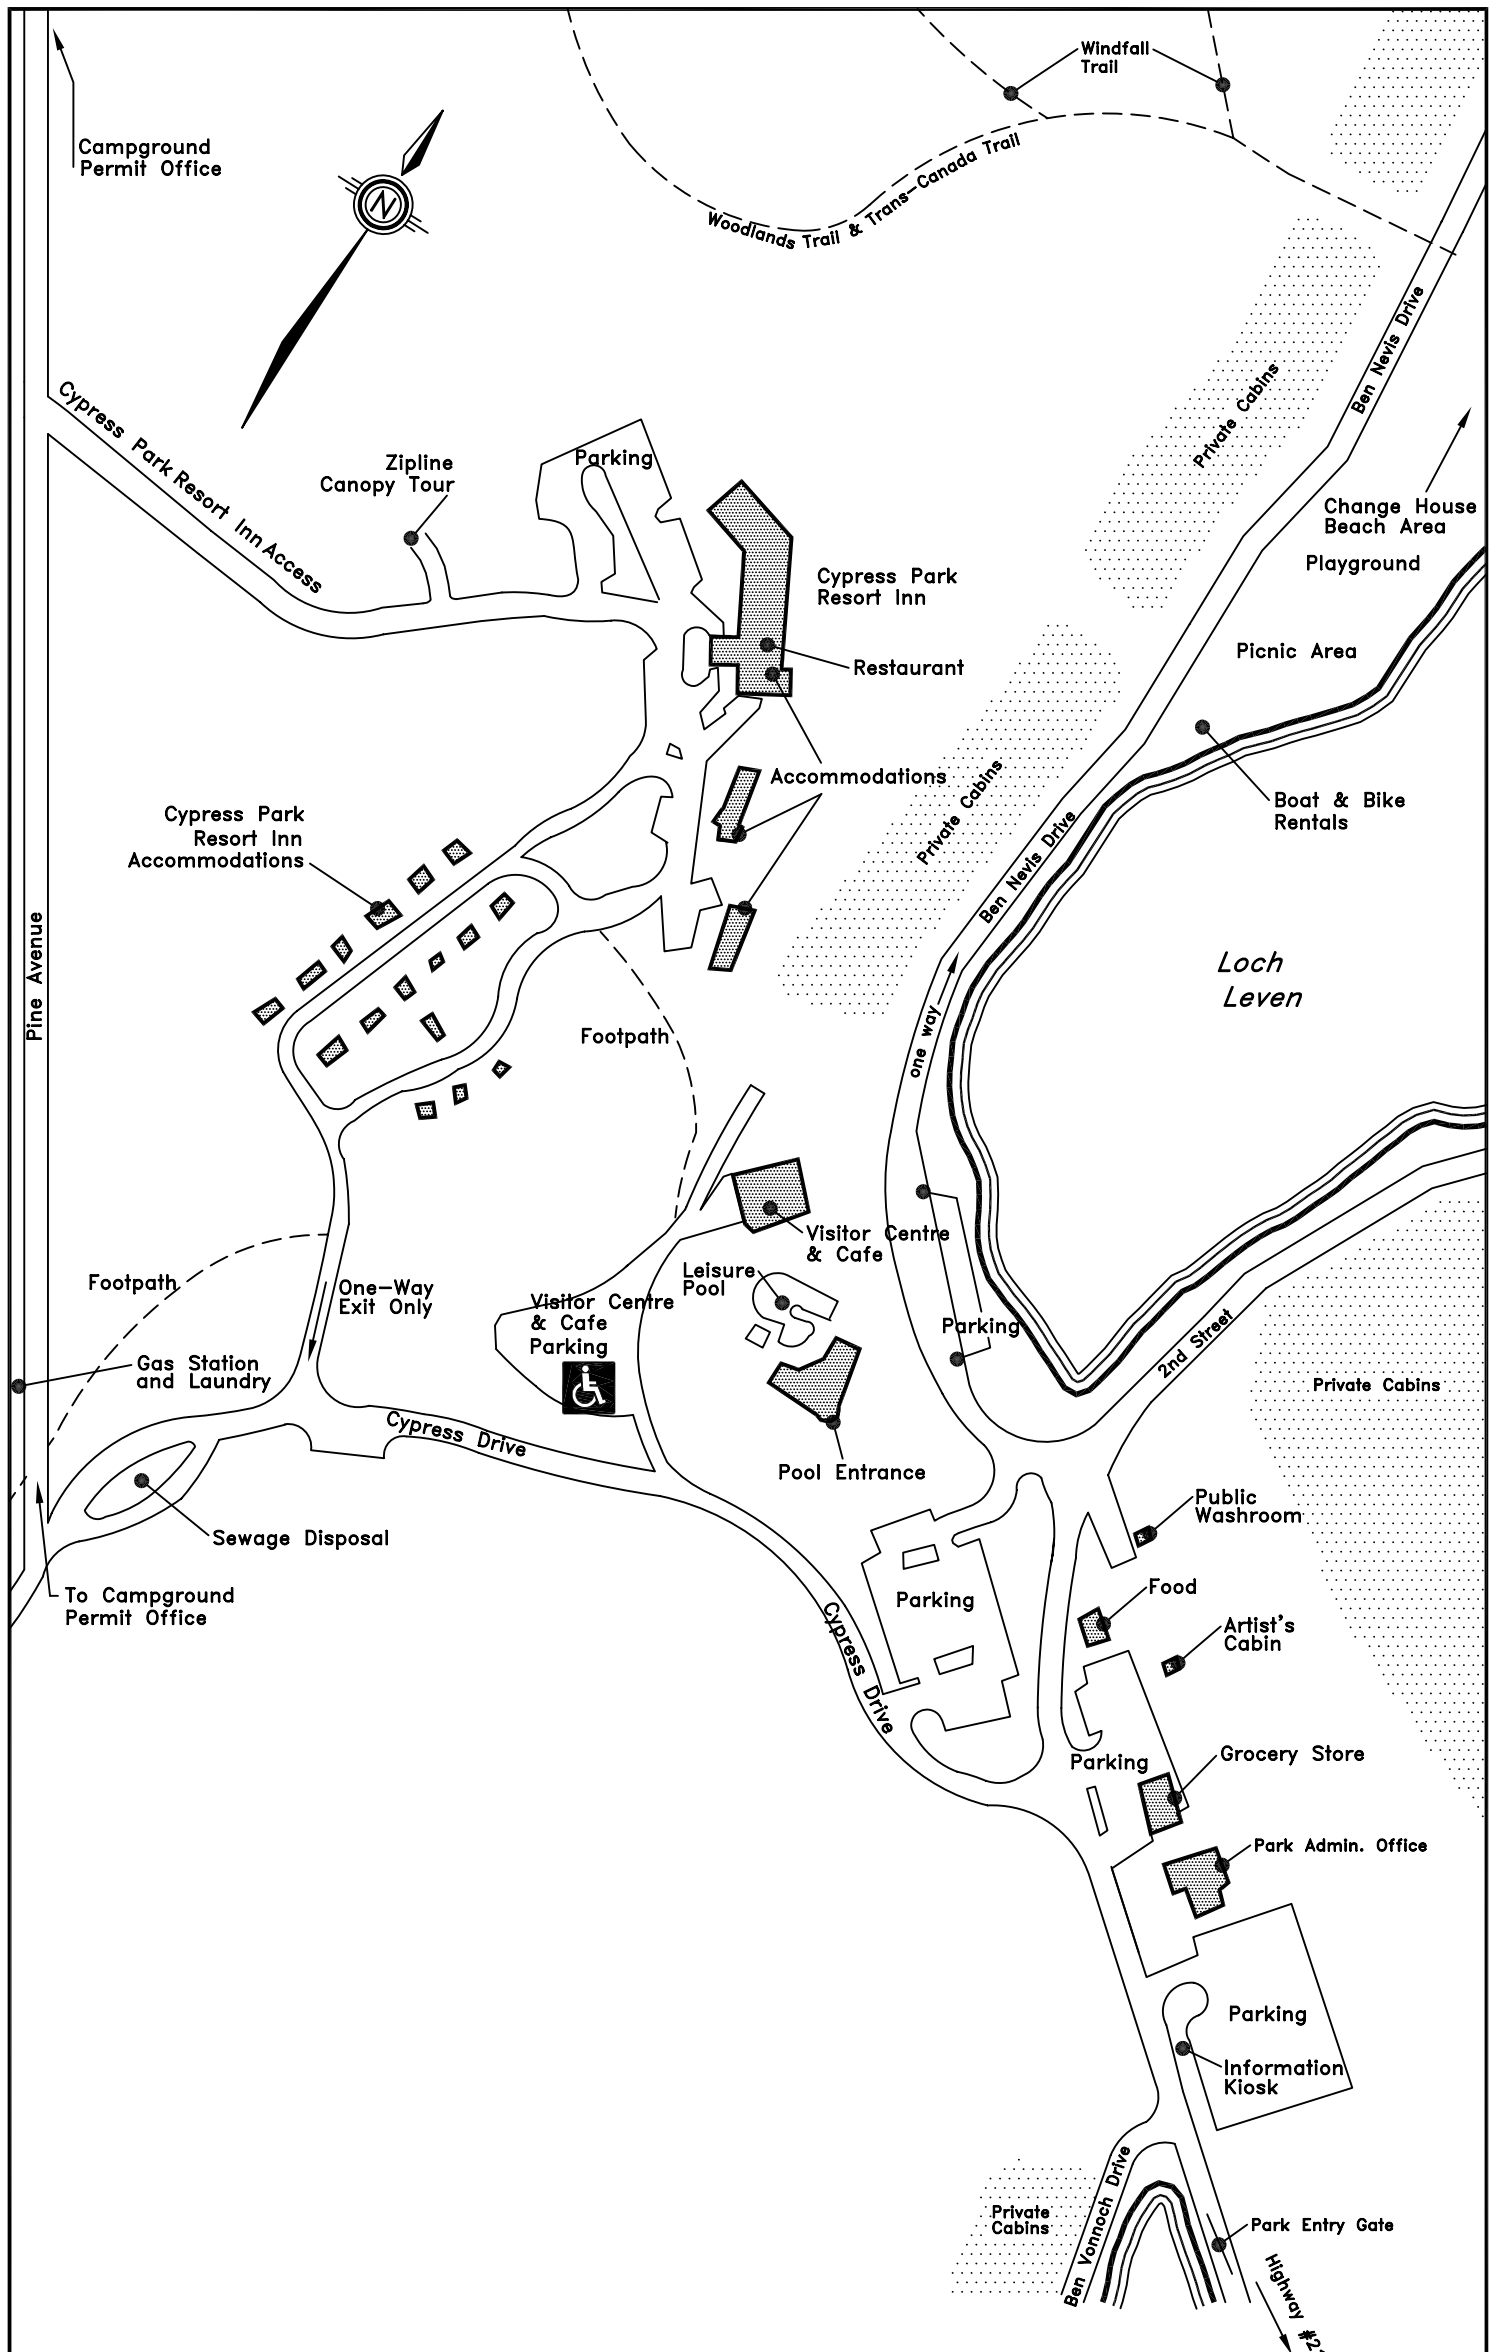 Windfall
Trail
Campground
Permit Office
N
Woodlands Trail & Trans-Canada Trail
Ben Nevis Drive
Private Cabins
Cypress Park Resort Inn Access
Zipline
Canopy Tour
Parking
Change House
Beach Area
Playground
Cypress Park
Resort Inn
Picnic Area
Restaurant
Accommodations
Private Cabins
Boat & Bike
Rentals
Cypress Park
Resort Inn
Accommodations
Ben Nevis Drive
Pine Avenue
Loch
Leven
one way
Footpath
Visitor Centre
& Cafe
Leisure
Pool
Footpath
One-Way
Exit Only
Visitor Centre
& Cafe
Parking
Parking
2nd Street
Gas Station
and Laundry
Private Cabins
Cypress Drive
Pool Entrance
Public
Washroom
Sewage Disposal
To Campground
Permit Office
Parking
Food
Artist's
Cabin
Cypress Drive
Parking
Grocery Store
Park Admin. Office
Parking
Information
Kiosk
Private
Cabins
Ben Vonnoch Drive
Park Entry Gate
Highway